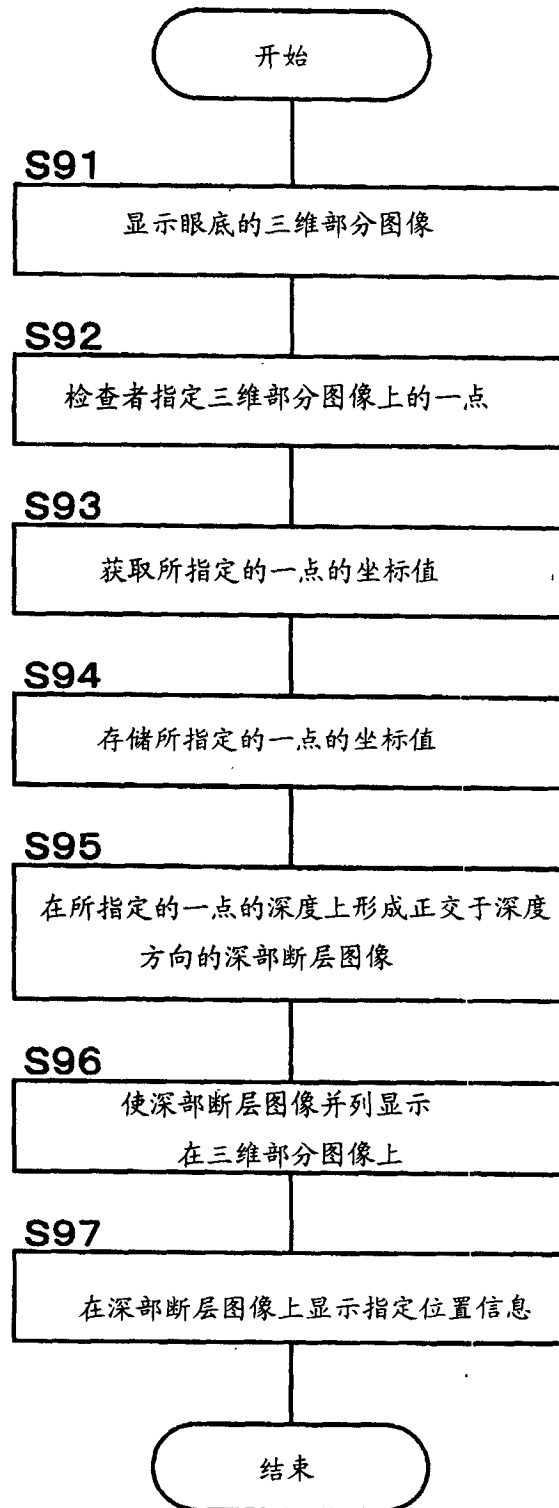 开始
S91
显示眼底的三维部分图像
S92
检查者指定三维部分图像上的一点
S93
获取所指定的一点的坐标值
S94
存储所指定的一点的坐标值
S95
在所指定的一点的深度上形成正交于深度
方向的深部断层图像
S96
使深部断层图像并列显示
在三维部分图像上
S97
在深部断层图像上显示指定位置信息
结束